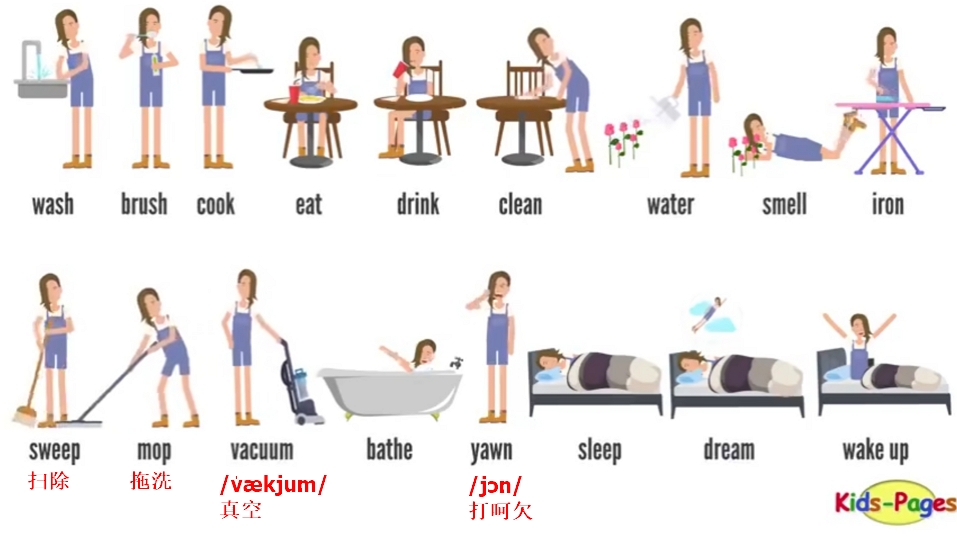 wash brush cook eat drink clean water smell iron
sweep mop vacuum bathe yawn sleep dream wake up
扫除 拖洗 /vækjum/ /jɔn/
真空 打呵欠
Kids-Pages